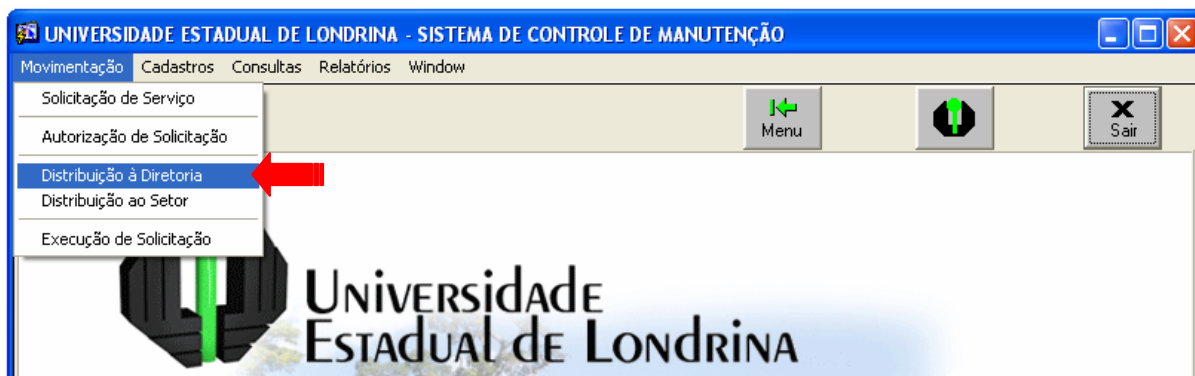 UNIVERSIDADE ESTADUAL DE LONDRINA - SISTEMA DE CONTROLE DE MANUTENÇÃO
Movimentação Cadastros Consultas Relatórios Window
Solicitação de Serviço
Autorização de Solicitação
Distribuição à Diretoria
Distribuição ao Setor
Execução de Solicitação
Menu
Sair
Universidade
Estadual de Londrina